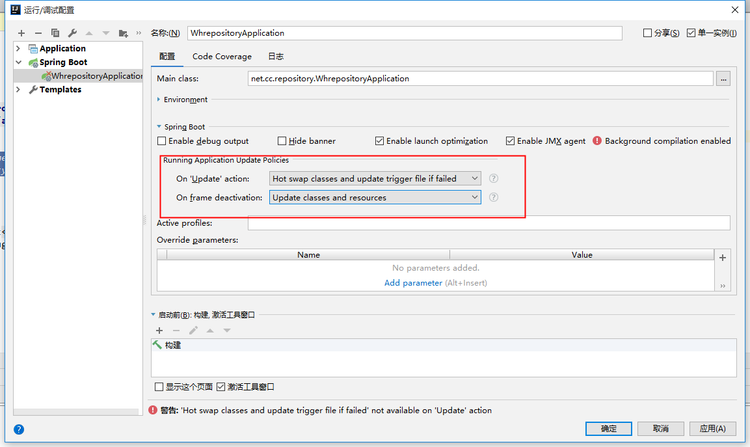 运行/调试配置
Application
Spring Boot
WhrepositoryApplication
Templates
名称:(N) WhrepositoryApplication 分享(S) 单一实例(I)
配置 Code Coverage 日志
Main class: net.cc.repository.WhrepositoryApplication ...
Environment
Spring Boot
Enable debug output Hide banner Enable launch optimization Enable JMX agent Background compilation enabled
Running Application Update Policies
On 'Update' action: Hot swap classes and update trigger file if failed ?
On frame deactivation: Update classes and resources ?
Active profiles:
Override parameters:
Name Value
No parameters added.
Add parameter (Alt+Insert)
启动前(B): 构建, 激活工具窗口
构建
显示这个页面 激活工具窗口
警告: 'Hot swap classes and update trigger file if failed' not available on 'Update' action
? 确定 取消 应用(A)